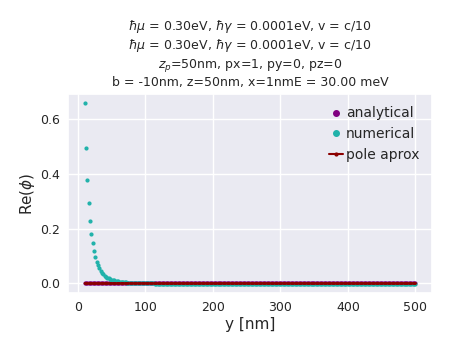 ℏμ = 0.30eV, ℏγ = 0.0001eV, v = c/10
ℏμ = 0.30eV, ℏγ = 0.0001eV, v = c/10
z_p=50nm, px=1, py=0, pz=0
b = -10nm, z=50nm, x=1nmE = 30.00 meV
analytical
numerical
pole aprox
Re(ϕ)
0.6
0.4
0.2
0.0
0 100 200 300 400 500
y [nm]